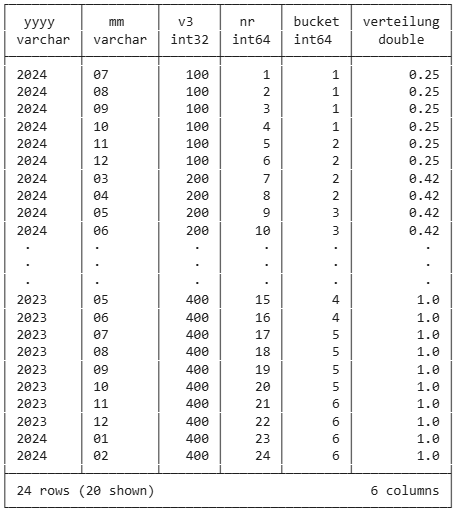 yyyy mm v3 nr bucket verteilung
varchar varchar int32 int64 int64 double
2024 07 100 1 1 0.25
2024 08 100 2 1 0.25
2024 09 100 3 1 0.25
2024 10 100 4 1 0.25
2024 11 100 5 2 0.25
2024 12 100 6 2 0.25
2024 03 200 7 2 0.42
2024 04 200 8 2 0.42
2024 05 200 9 3 0.42
2024 06 200 10 3 0.42
. . . . . .
. . . . . .
. . . . . .
2023 05 400 15 4 1.0
2023 06 400 16 4 1.0
2023 07 400 17 5 1.0
2023 08 400 18 5 1.0
2023 09 400 19 5 1.0
2023 10 400 20 5 1.0
2023 11 400 21 6 1.0
2023 12 400 22 6 1.0
2024 01 400 23 6 1.0
2024 02 400 24 6 1.0
24 rows (20 shown) 6 columns